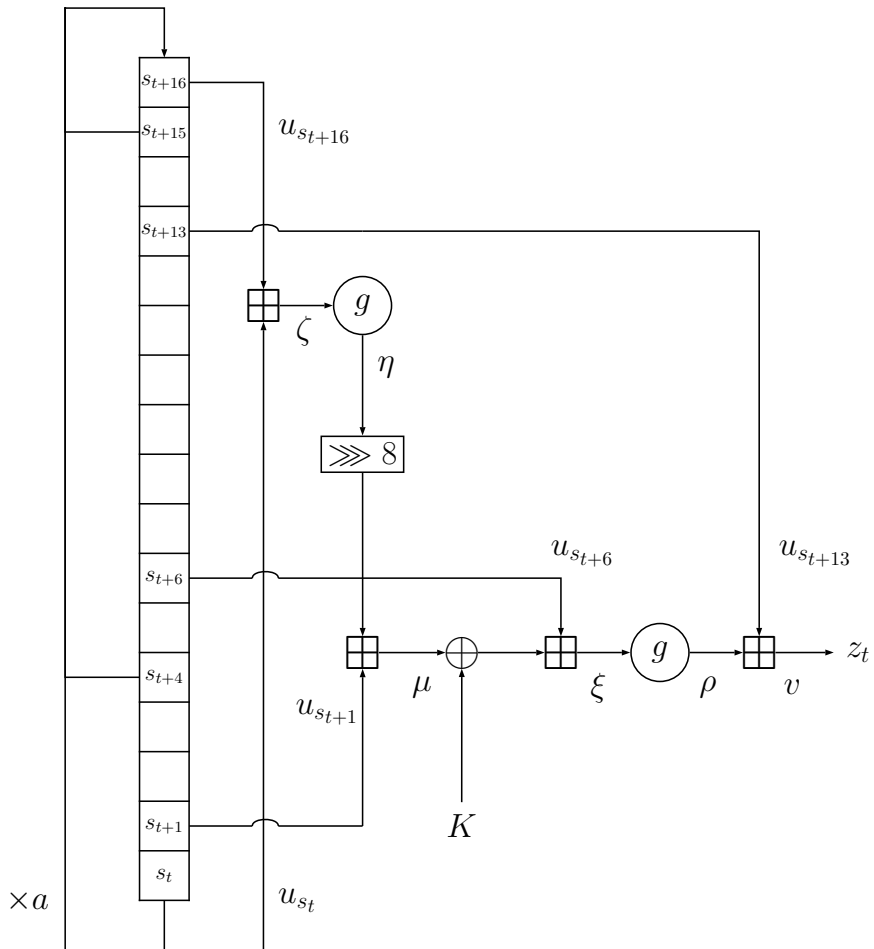 s_{t+16}
u_{s_{t+16}}
s_{t+15}
s_{t+13}
g
ζ
η
⋙ 8
u_{s_{t+6}}
u_{s_{t+13}}
s_{t+6}
g
z_t
s_{t+4}
μ
ξ
ρ
v
u_{s_{t+1}}
s_{t+1}
K
s_t
×a
u_{s_t}